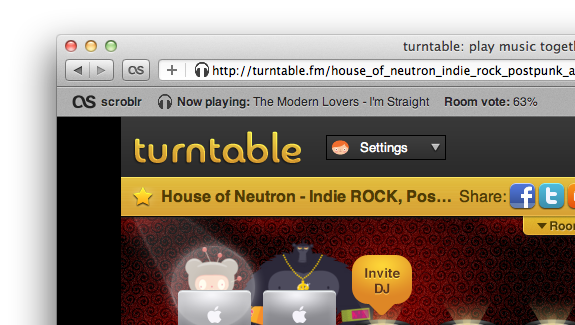 turntable: play music togeth
http://turntable.fm/house_of_neutron_indie_rock_postpunk_a
scroblr Now playing: The Modern Lovers - I'm Straight Room vote: 63%
turntable Settings
House of Neutron - Indie ROCK, Pos... Share: f t
Roo
Invite
DJ